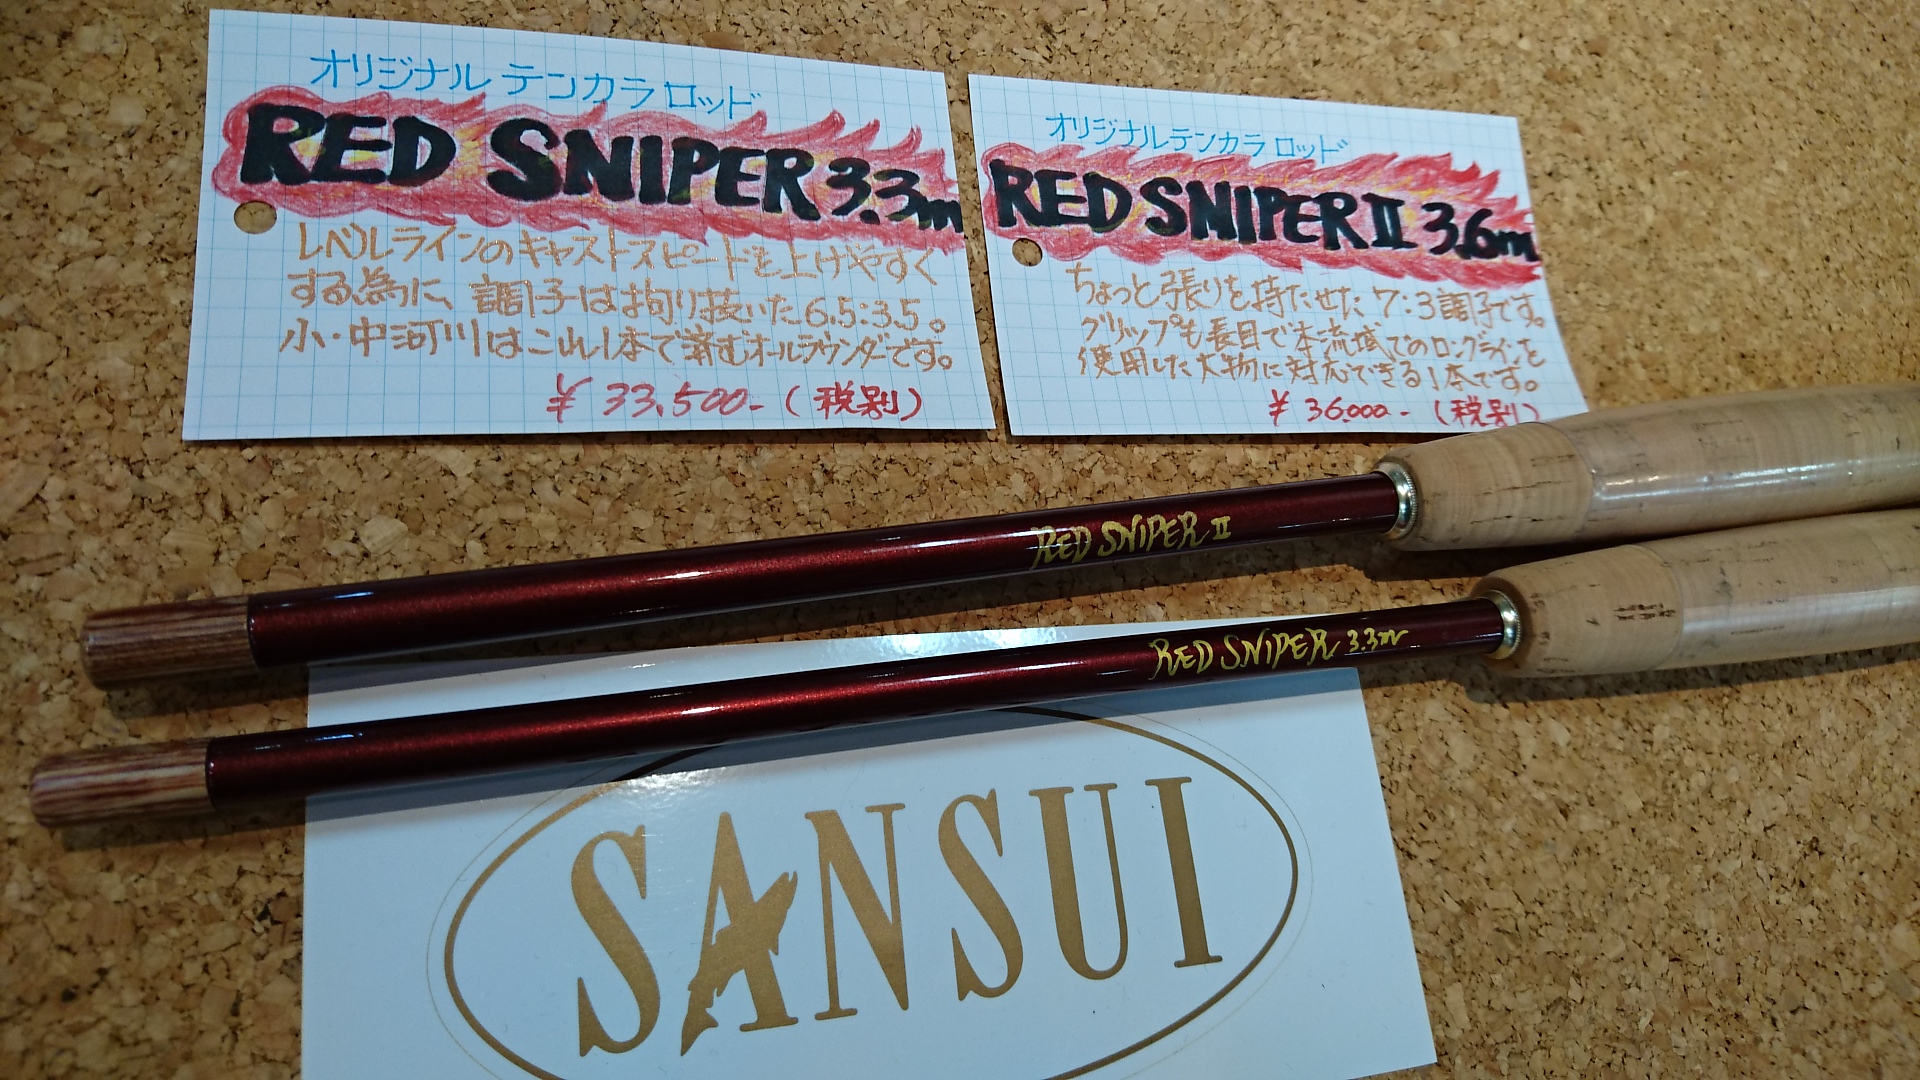 オリジナル テンカラ ロッド
RED SNIPER 3.3m
レベルラインのキャストスピードを上げやすく
する為に、調子は拘り抜いた6.5:3.5。
小・中河川はこれ1本で済むオールラウンダーです。
¥33,500-(税別)
オリジナルテンカラ ロッド
RED SNIPER II 3.6m
ちょっと張りを持たせた7:3調子です。
グリップも長目で本流域でのロングラインを
使用した大物に対応できる1本です。
¥36,000-(税別)
RED SNIPER II
RED SNIPER 3.3m
SANSUI